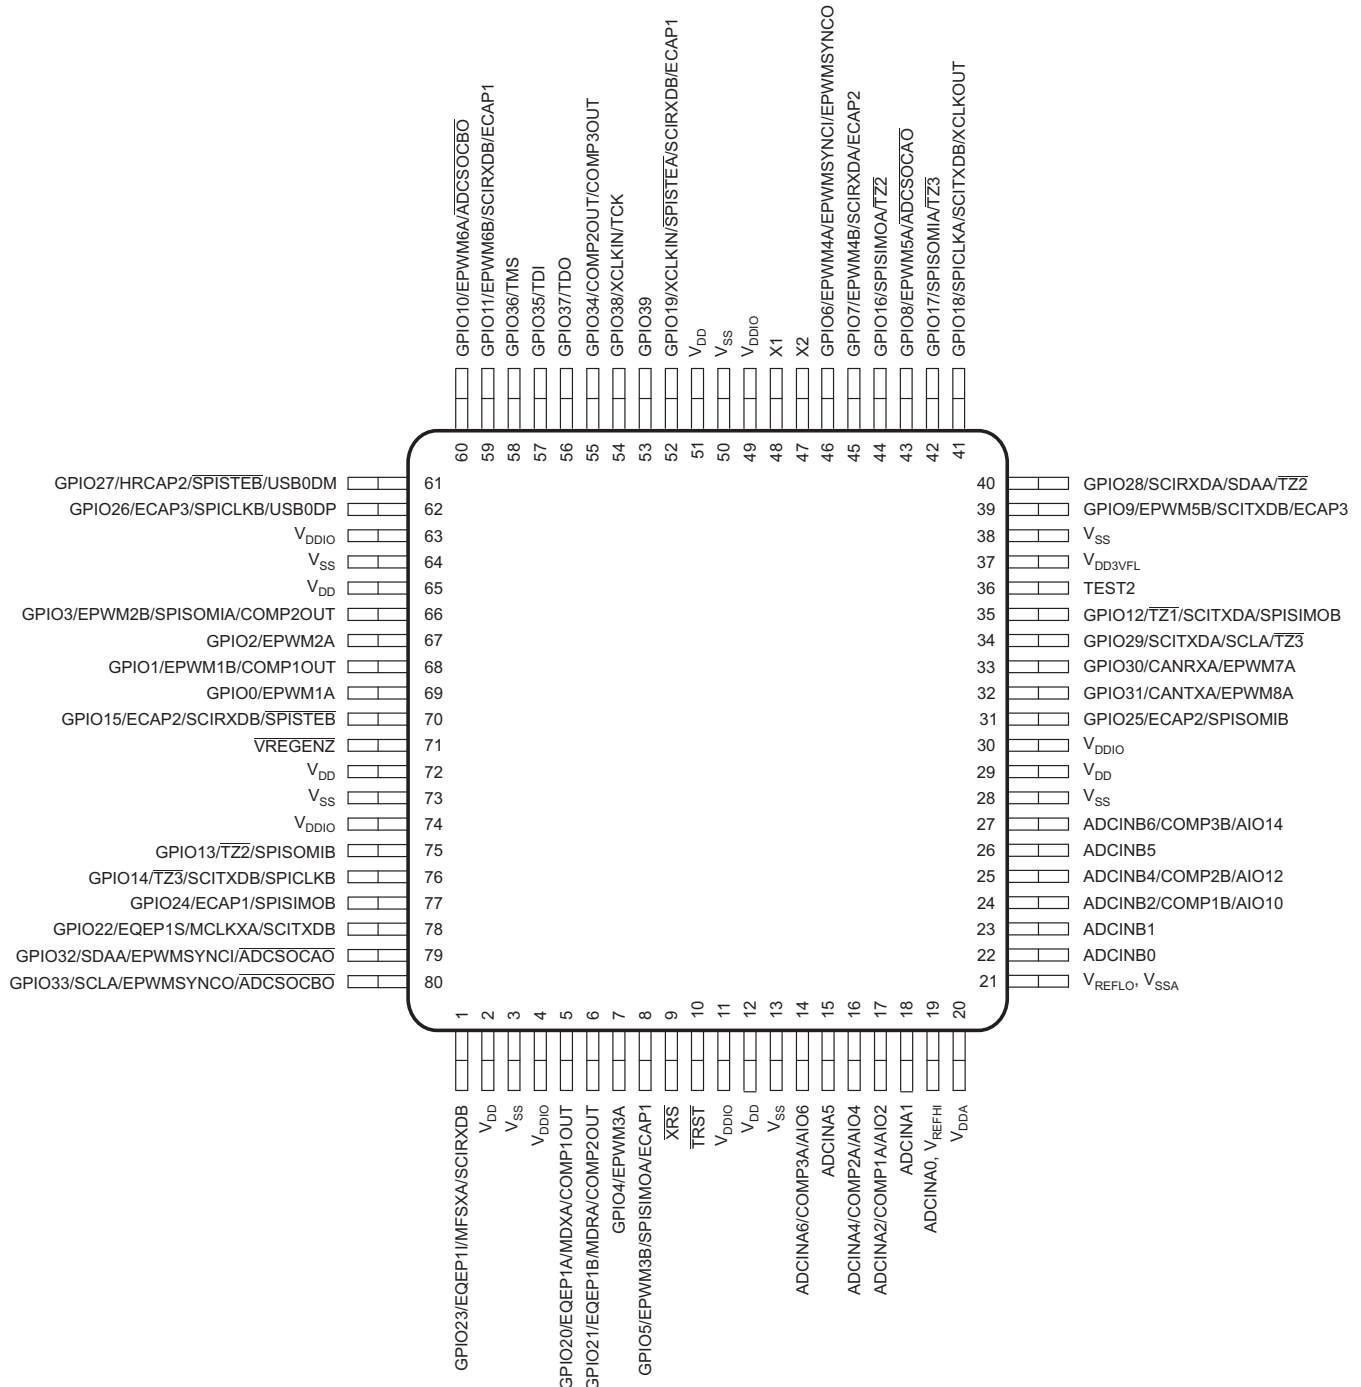 GPIO10/EPWM6A/ADCSOCBO
GPIO11/EPWM6B/SCIRXDB/ECAP1
GPIO36/TMS
GPIO35/TDI
GPIO37/TDO
GPIO34/COMP2OUT/COMP3OUT
GPIO38/XCLKIN/TCK
GPIO39
GPIO19/XCLKIN/SPISTEA/SCIRXDB/ECAP1
VDD
VSS
VDDIO
X1
X2
GPIO6/EPWM4A/EPWMSYNCI/EPWMSYNCO
GPIO7/EPWM4B/SCIRXDA/ECAP2
GPIO16/SPISIMOA/TZ2
GPIO8/EPWM5A/ADCSOCAO
GPIO17/SPISOMIA/TZ3
GPIO18/SPICLKA/SCITXDB/XCLKOUT
60 59 58 57 56 55 54 53 52 51 50 49 48 47 46 45 44 43 42 41
GPIO27/HRCAP2/SPISTEB/USB0DM 61
GPIO26/ECAP3/SPICLKB/USB0DP 62
VDDIO 63
VSS 64
VDD 65
GPIO3/EPWM2B/SPISOMIA/COMP2OUT 66
GPIO2/EPWM2A 67
GPIO1/EPWM1B/COMP1OUT 68
GPIO0/EPWM1A 69
GPIO15/ECAP2/SCIRXDB/SPISTEB 70
VREGENZ 71
VDD 72
VSS 73
VDDIO 74
GPIO13/TZ2/SPISOMIB 75
GPIO14/TZ3/SCITXDB/SPICLKB 76
GPIO24/ECAP1/SPISIMOB 77
GPIO22/EQEP1S/MCLKXA/SCITXDB 78
GPIO32/SDAA/EPWMSYNCI/ADCSOCAO 79
GPIO33/SCLA/EPWMSYNCO/ADCSOCBO 80
40 GPIO28/SCIRXDA/SDAA/TZ2
39 GPIO9/EPWM5B/SCITXDB/ECAP3
38 VSS
37 VDD3VFL
36 TEST2
35 GPIO12/TZ1/SCITXDA/SPISIMOB
34 GPIO29/SCITXDA/SCLA/TZ3
33 GPIO30/CANRXA/EPWM7A
32 GPIO31/CANTXA/EPWM8A
31 GPIO25/ECAP2/SPISOMIB
30 VDDIO
29 VDD
28 VSS
27 ADCINB6/COMP3B/AIO14
26 ADCINB5
25 ADCINB4/COMP2B/AIO12
24 ADCINB2/COMP1B/AIO10
23 ADCINB1
22 ADCINB0
21 VREFLO, VSSA
1 2 3 4 5 6 7 8 9 10 11 12 13 14 15 16 17 18 19 20
GPIO23/EQEP1I/MFSXA/SCIRXDB
VDD
VSS
VDDIO
GPIO20/EQEP1A/MDXA/COMP1OUT
GPIO21/EQEP1B/MDRA/COMP2OUT
GPIO4/EPWM3A
GPIO5/EPWM3B/SPISIMOA/ECAP1
XRS
TRST
VDDIO
VDD
VSS
ADCINA6/COMP3A/AIO6
ADCINA5
ADCINA4/COMP2A/AIO4
ADCINA2/COMP1A/AIO2
ADCINA1
ADCINA0, VREFHI
VDDA